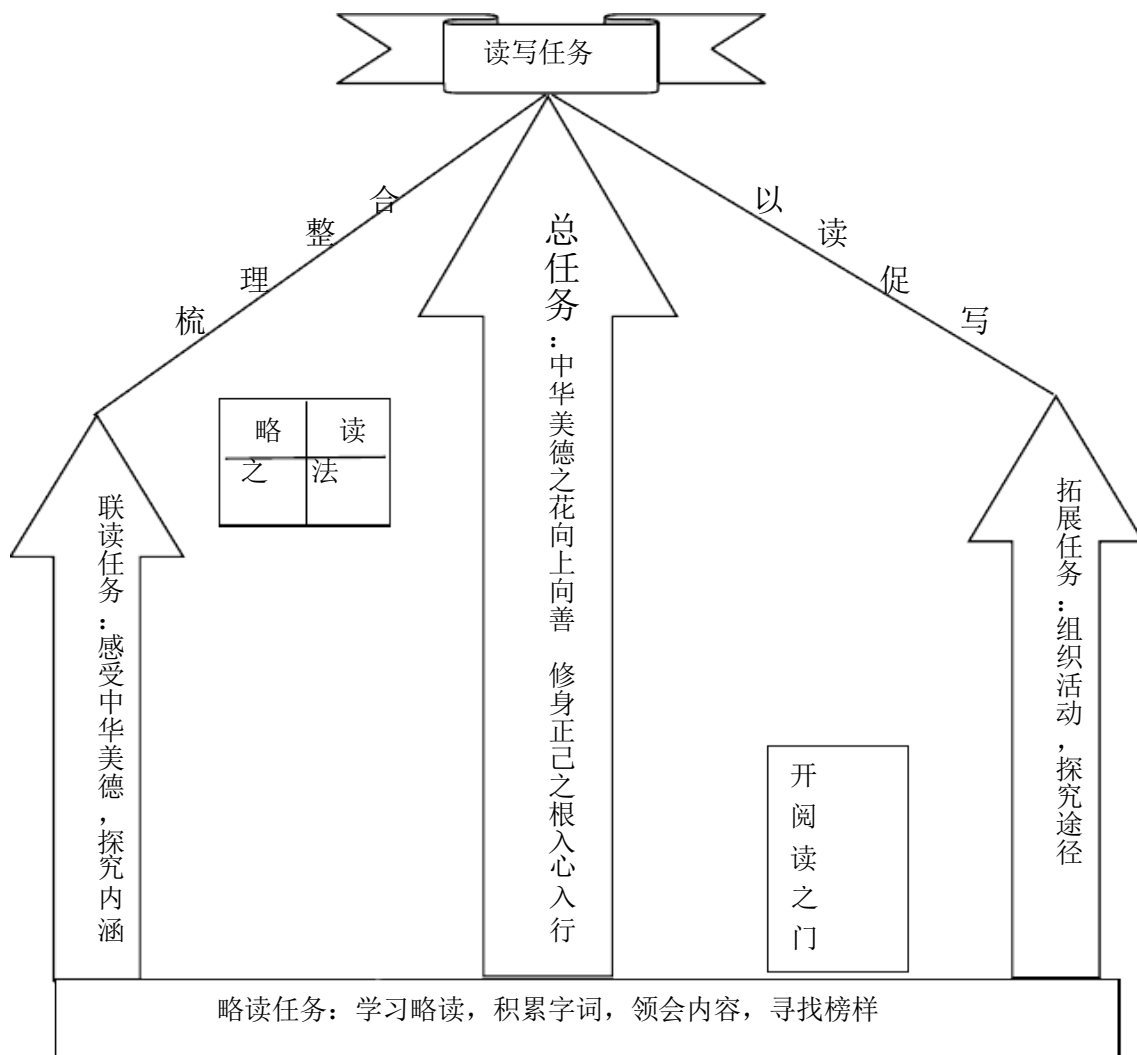 读写任务
梳理整合
以读促写
总任务：中华美德之花向上向善 修身正己之根入心入行
略读
之法
联读任务：感受中华美德，探究内涵
拓展任务：组织活动，探究途径
开阅读之门
略读任务：学习略读，积累字词，领会内容，寻找榜样